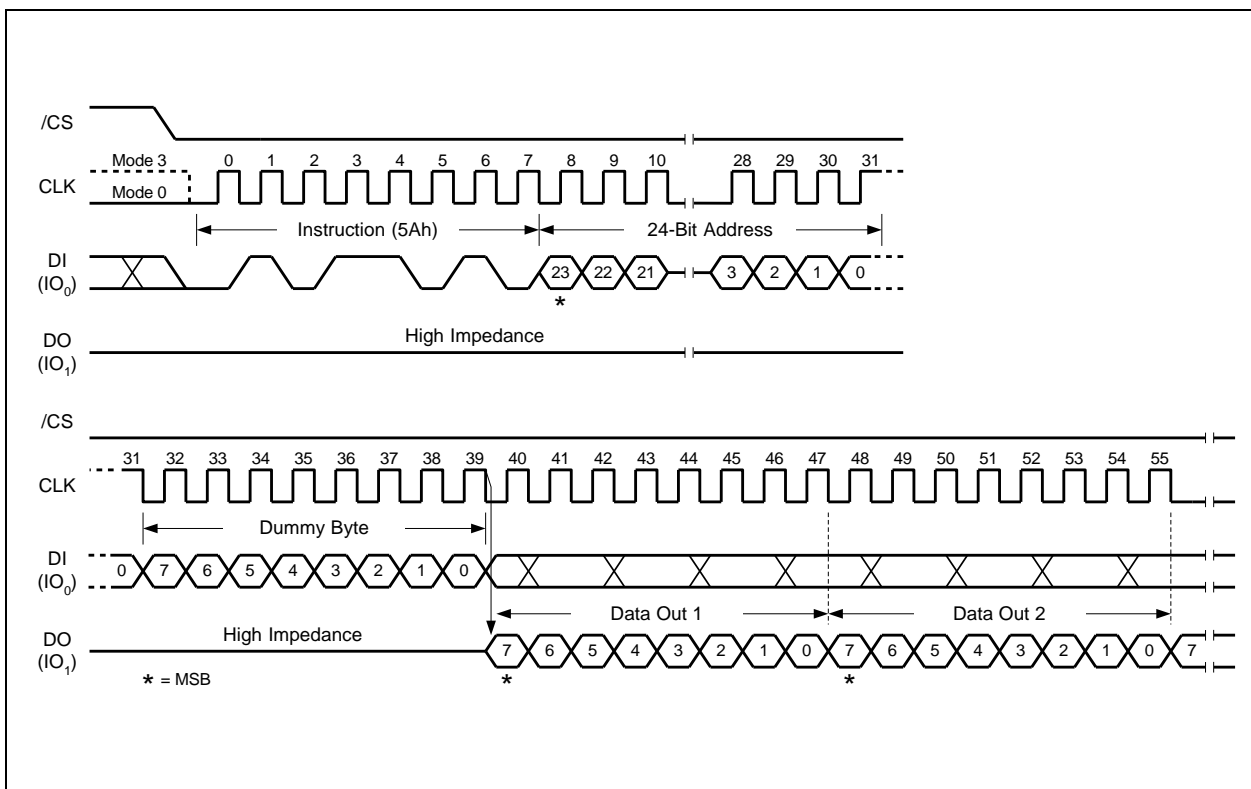 /CS
Mode 3 0 1 2 3 4 5 6 7 8 9 10 28 29 30 31
CLK
Mode 0
Instruction (5Ah) 24-Bit Address
DI
(IO0) 23 22 21 3 2 1 0
*
DO
(IO1) High Impedance
/CS
31 32 33 34 35 36 37 38 39 40 41 42 43 44 45 46 47 48 49 50 51 52 53 54 55
CLK
Dummy Byte
DI
(IO0) 0 7 6 5 4 3 2 1 0
Data Out 1 Data Out 2
High Impedance
DO
(IO1) 7 6 5 4 3 2 1 0 7 6 5 4 3 2 1 0 7
* = MSB * *